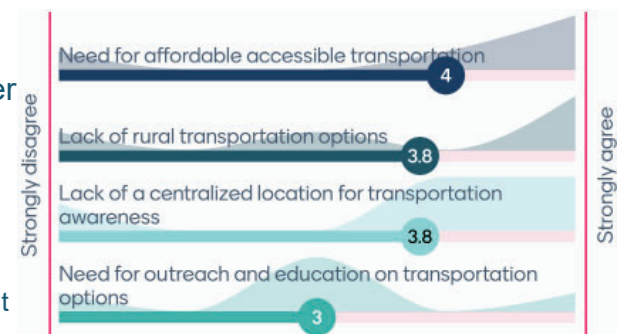 Need for affordable accessible transportation
4
er
Strongly disagree
Strongly agree
Lack of rural transportation options
3.8
Lack of a centralized location for transportation
awareness
3.8
Need for outreach and education on transportation
options
t
3